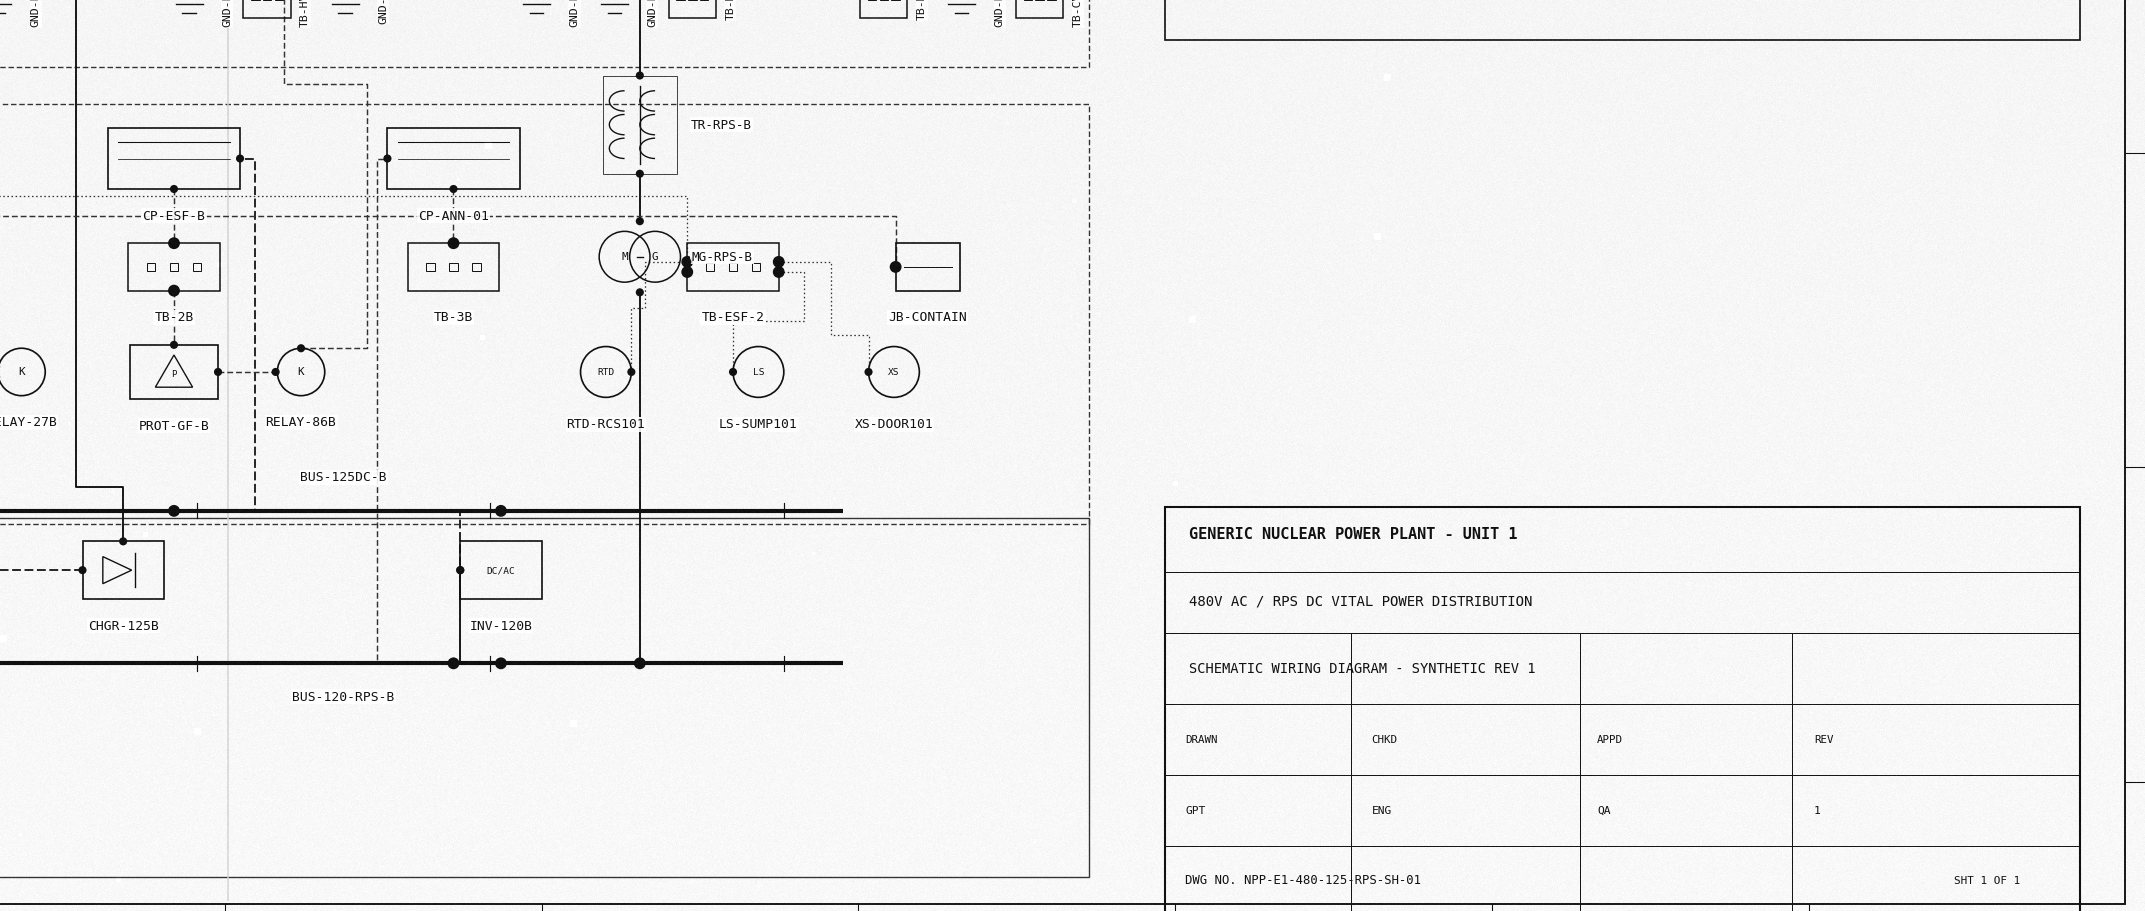 TR-RPS-B
CP-ESF-B
CP-ANN-01
M
G
MG-RPS-B
TB-2B
TB-3B
TB-ESF-2
JB-CONTAIN
K
P
K
RTD
LS
XS
PROT-GF-B
RELAY-86B
RTD-RCS101
LS-SUMP101
XS-DOOR101
BUS-125DC-B
DC/AC
CHGR-125B
INV-120B
BUS-120-RPS-B
GENERIC NUCLEAR POWER PLANT - UNIT 1
480V AC / RPS DC VITAL POWER DISTRIBUTION
SCHEMATIC WIRING DIAGRAM - SYNTHETIC REV 1
DRAWN CHKD APPD REV
GPT ENG QA 1
DWG NO. NPP-E1-480-125-RPS-SH-01 SHT 1 OF 1